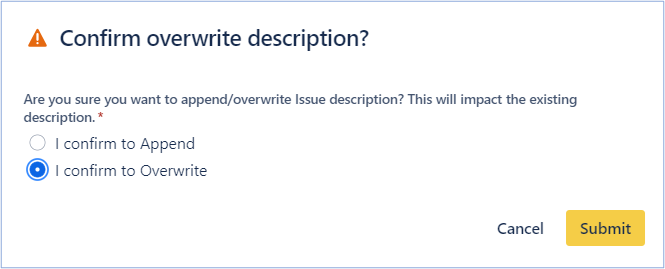 Confirm overwrite description?
Are you sure you want to append/overwrite Issue description? This will impact the existing
description. *
I confirm to Append
I confirm to Overwrite
Cancel Submit